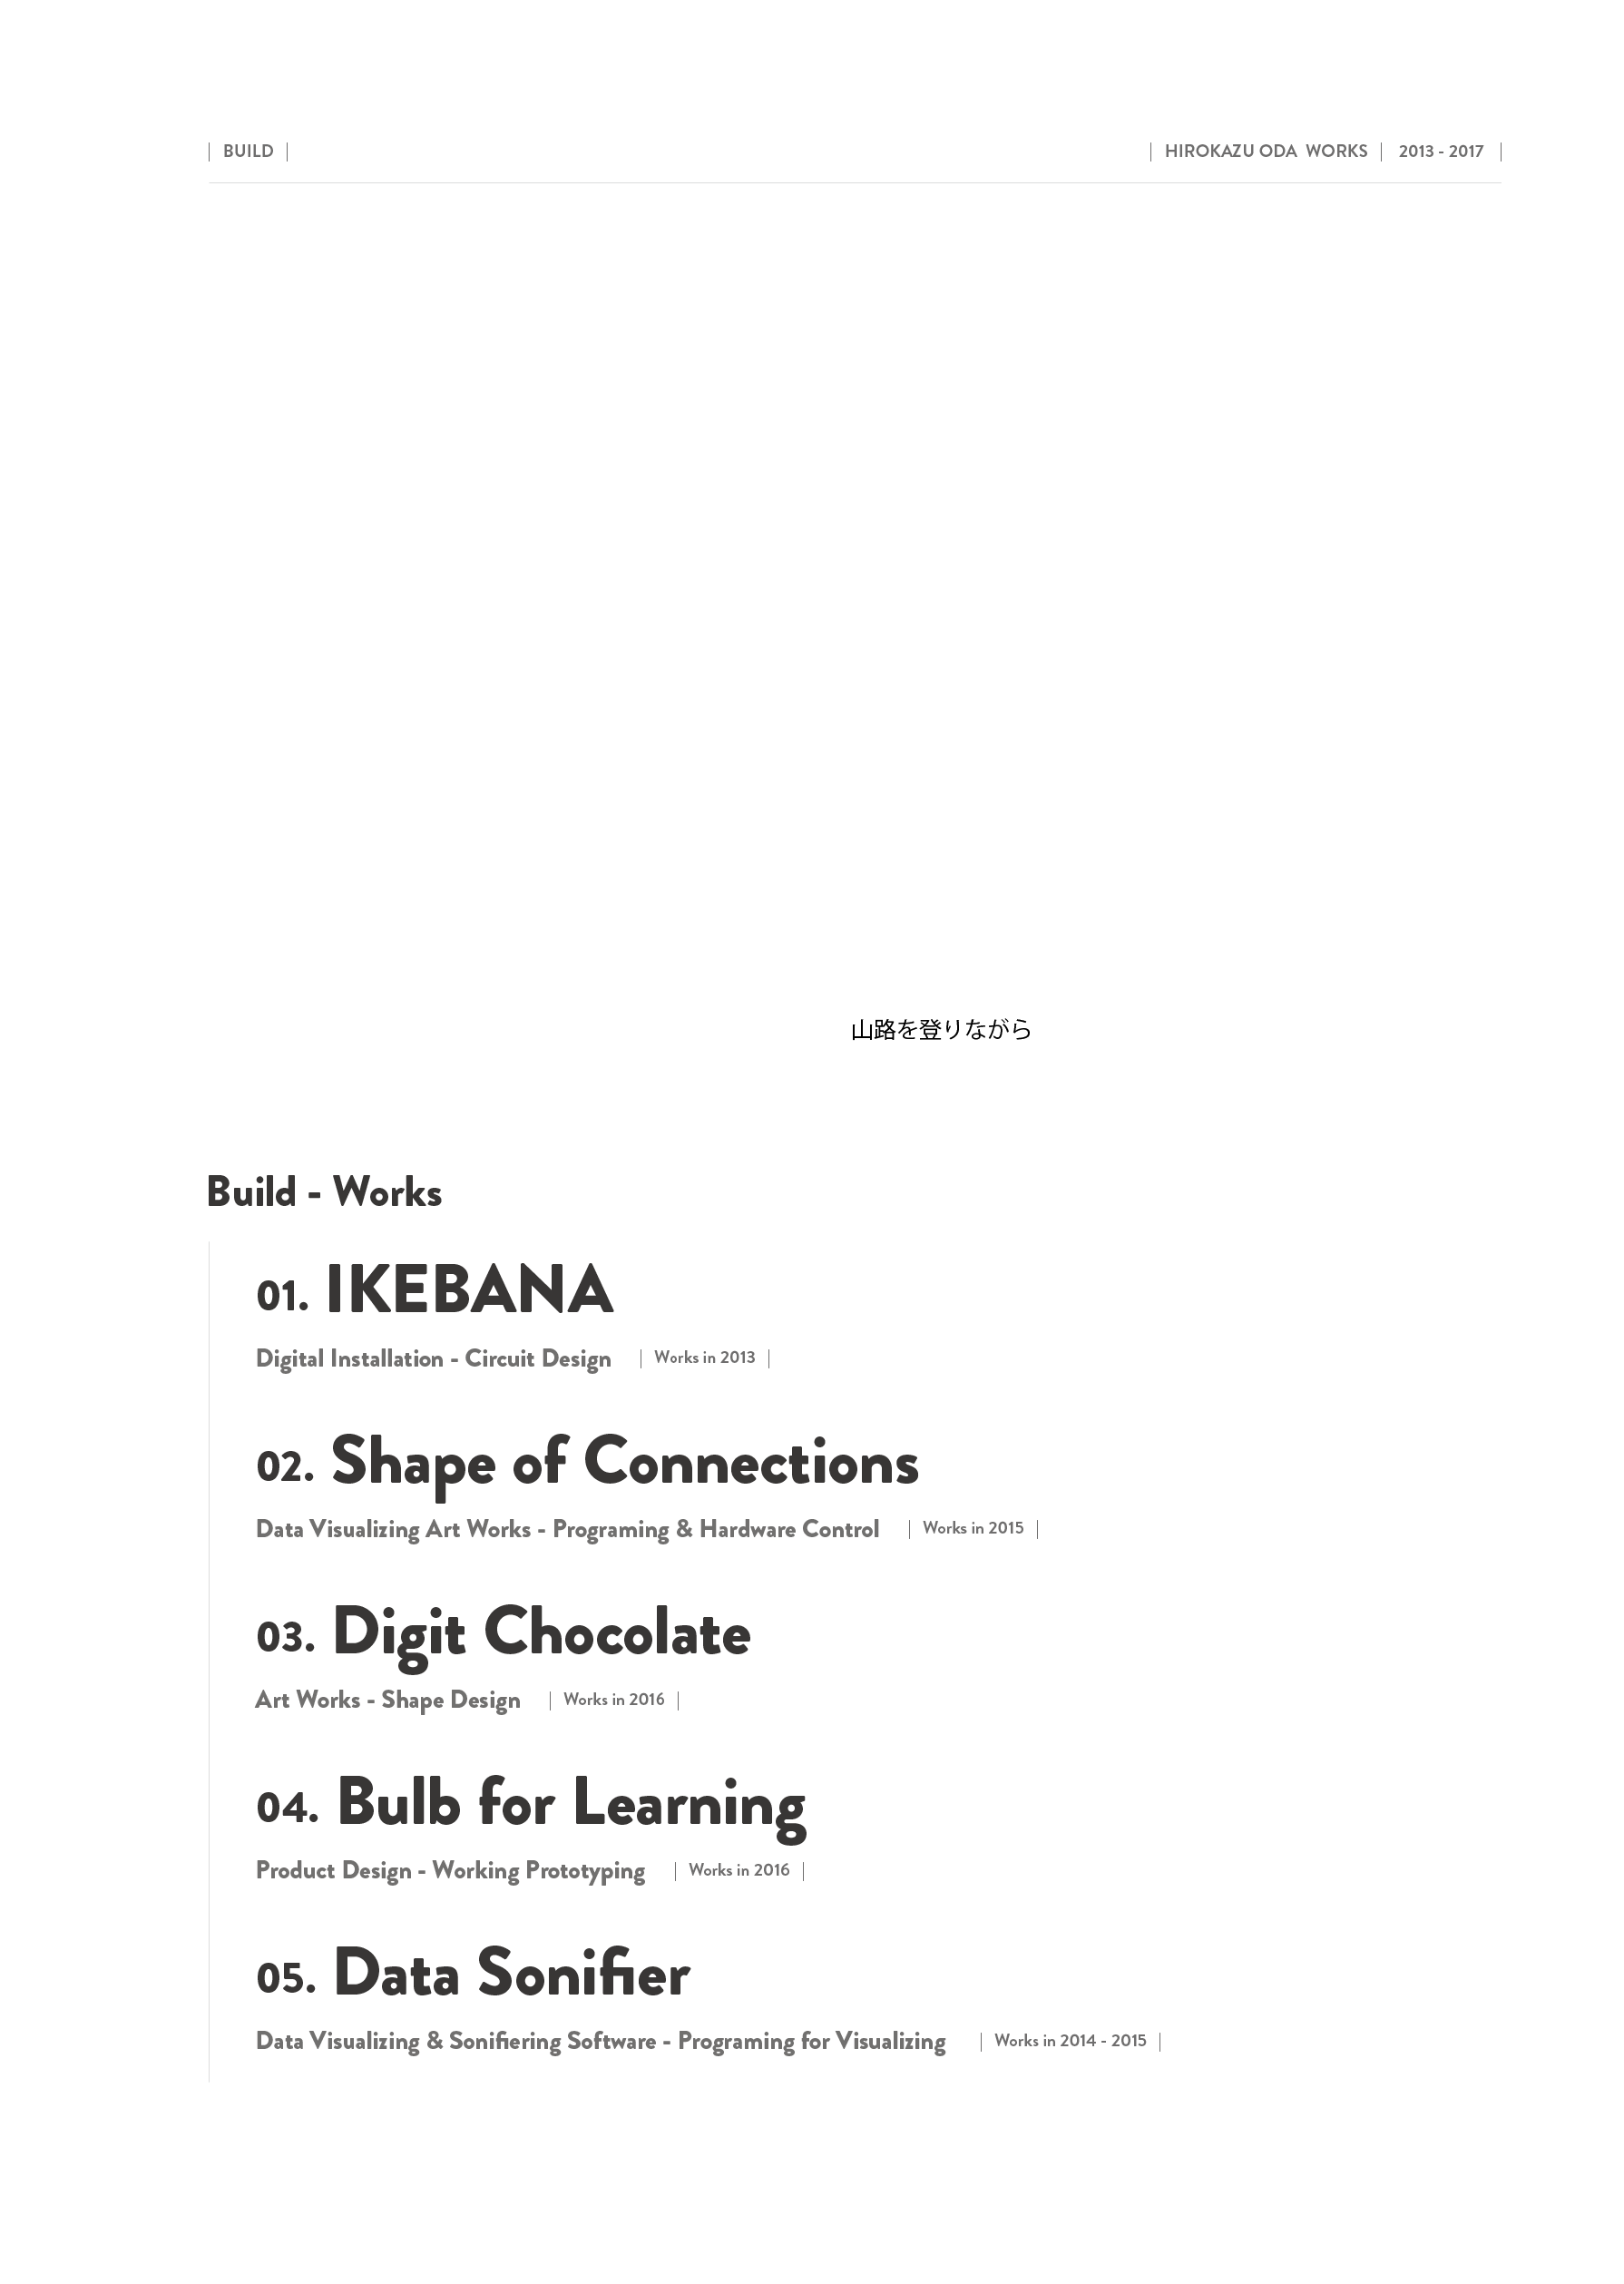 BUILD
HIROKAZU ODA WORKS 2013 - 2017
山路を登りながら
Build - Works
01. IKEBANA
Digital Installation - Circuit Design Works in 2013
02. Shape of Connections
Data Visualizing Art Works - Programing & Hardware Control Works in 2015
03. Digit Chocolate
Art Works - Shape Design Works in 2016
04. Bulb for Learning
Product Design - Working Prototyping Works in 2016
05. Data Sonifier
Data Visualizing & Sonifiering Software - Programing for Visualizing Works in 2014 - 2015